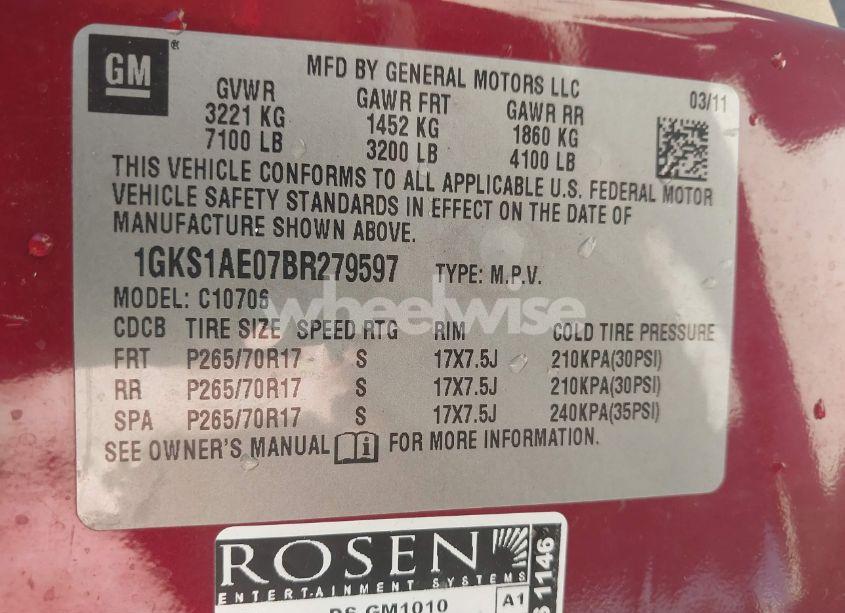 GM
®
MFD BY GENERAL MOTORS LLC
03/11
GVWR GAWR FRT GAWR RR
3221 KG 1452 KG 1860 KG
7100 LB 3200 LB 4100 LB
THIS VEHICLE CONFORMS TO ALL APPLICABLE U.S. FEDERAL MOTOR
VEHICLE SAFETY STANDARDS IN EFFECT ON THE DATE OF
MANUFACTURE SHOWN ABOVE.
1GKS1AE07BR279597 TYPE: M.P.V.
MODEL: C10706
wheelwise
CDCB TIRE SIZE SPEED RTG RIM COLD TIRE PRESSURE
FRT P265/70R17 S 17X7.5J 210KPA(30PSI)
RR P265/70R17 S 17X7.5J 210KPA(30PSI)
SPA P265/70R17 S 17X7.5J 240KPA(35PSI)
SEE OWNER'S MANUAL FOR MORE INFORMATION.
ROSEN
ENTERTAINMENT SYSTEMS
DS-GM1010 A1
1146